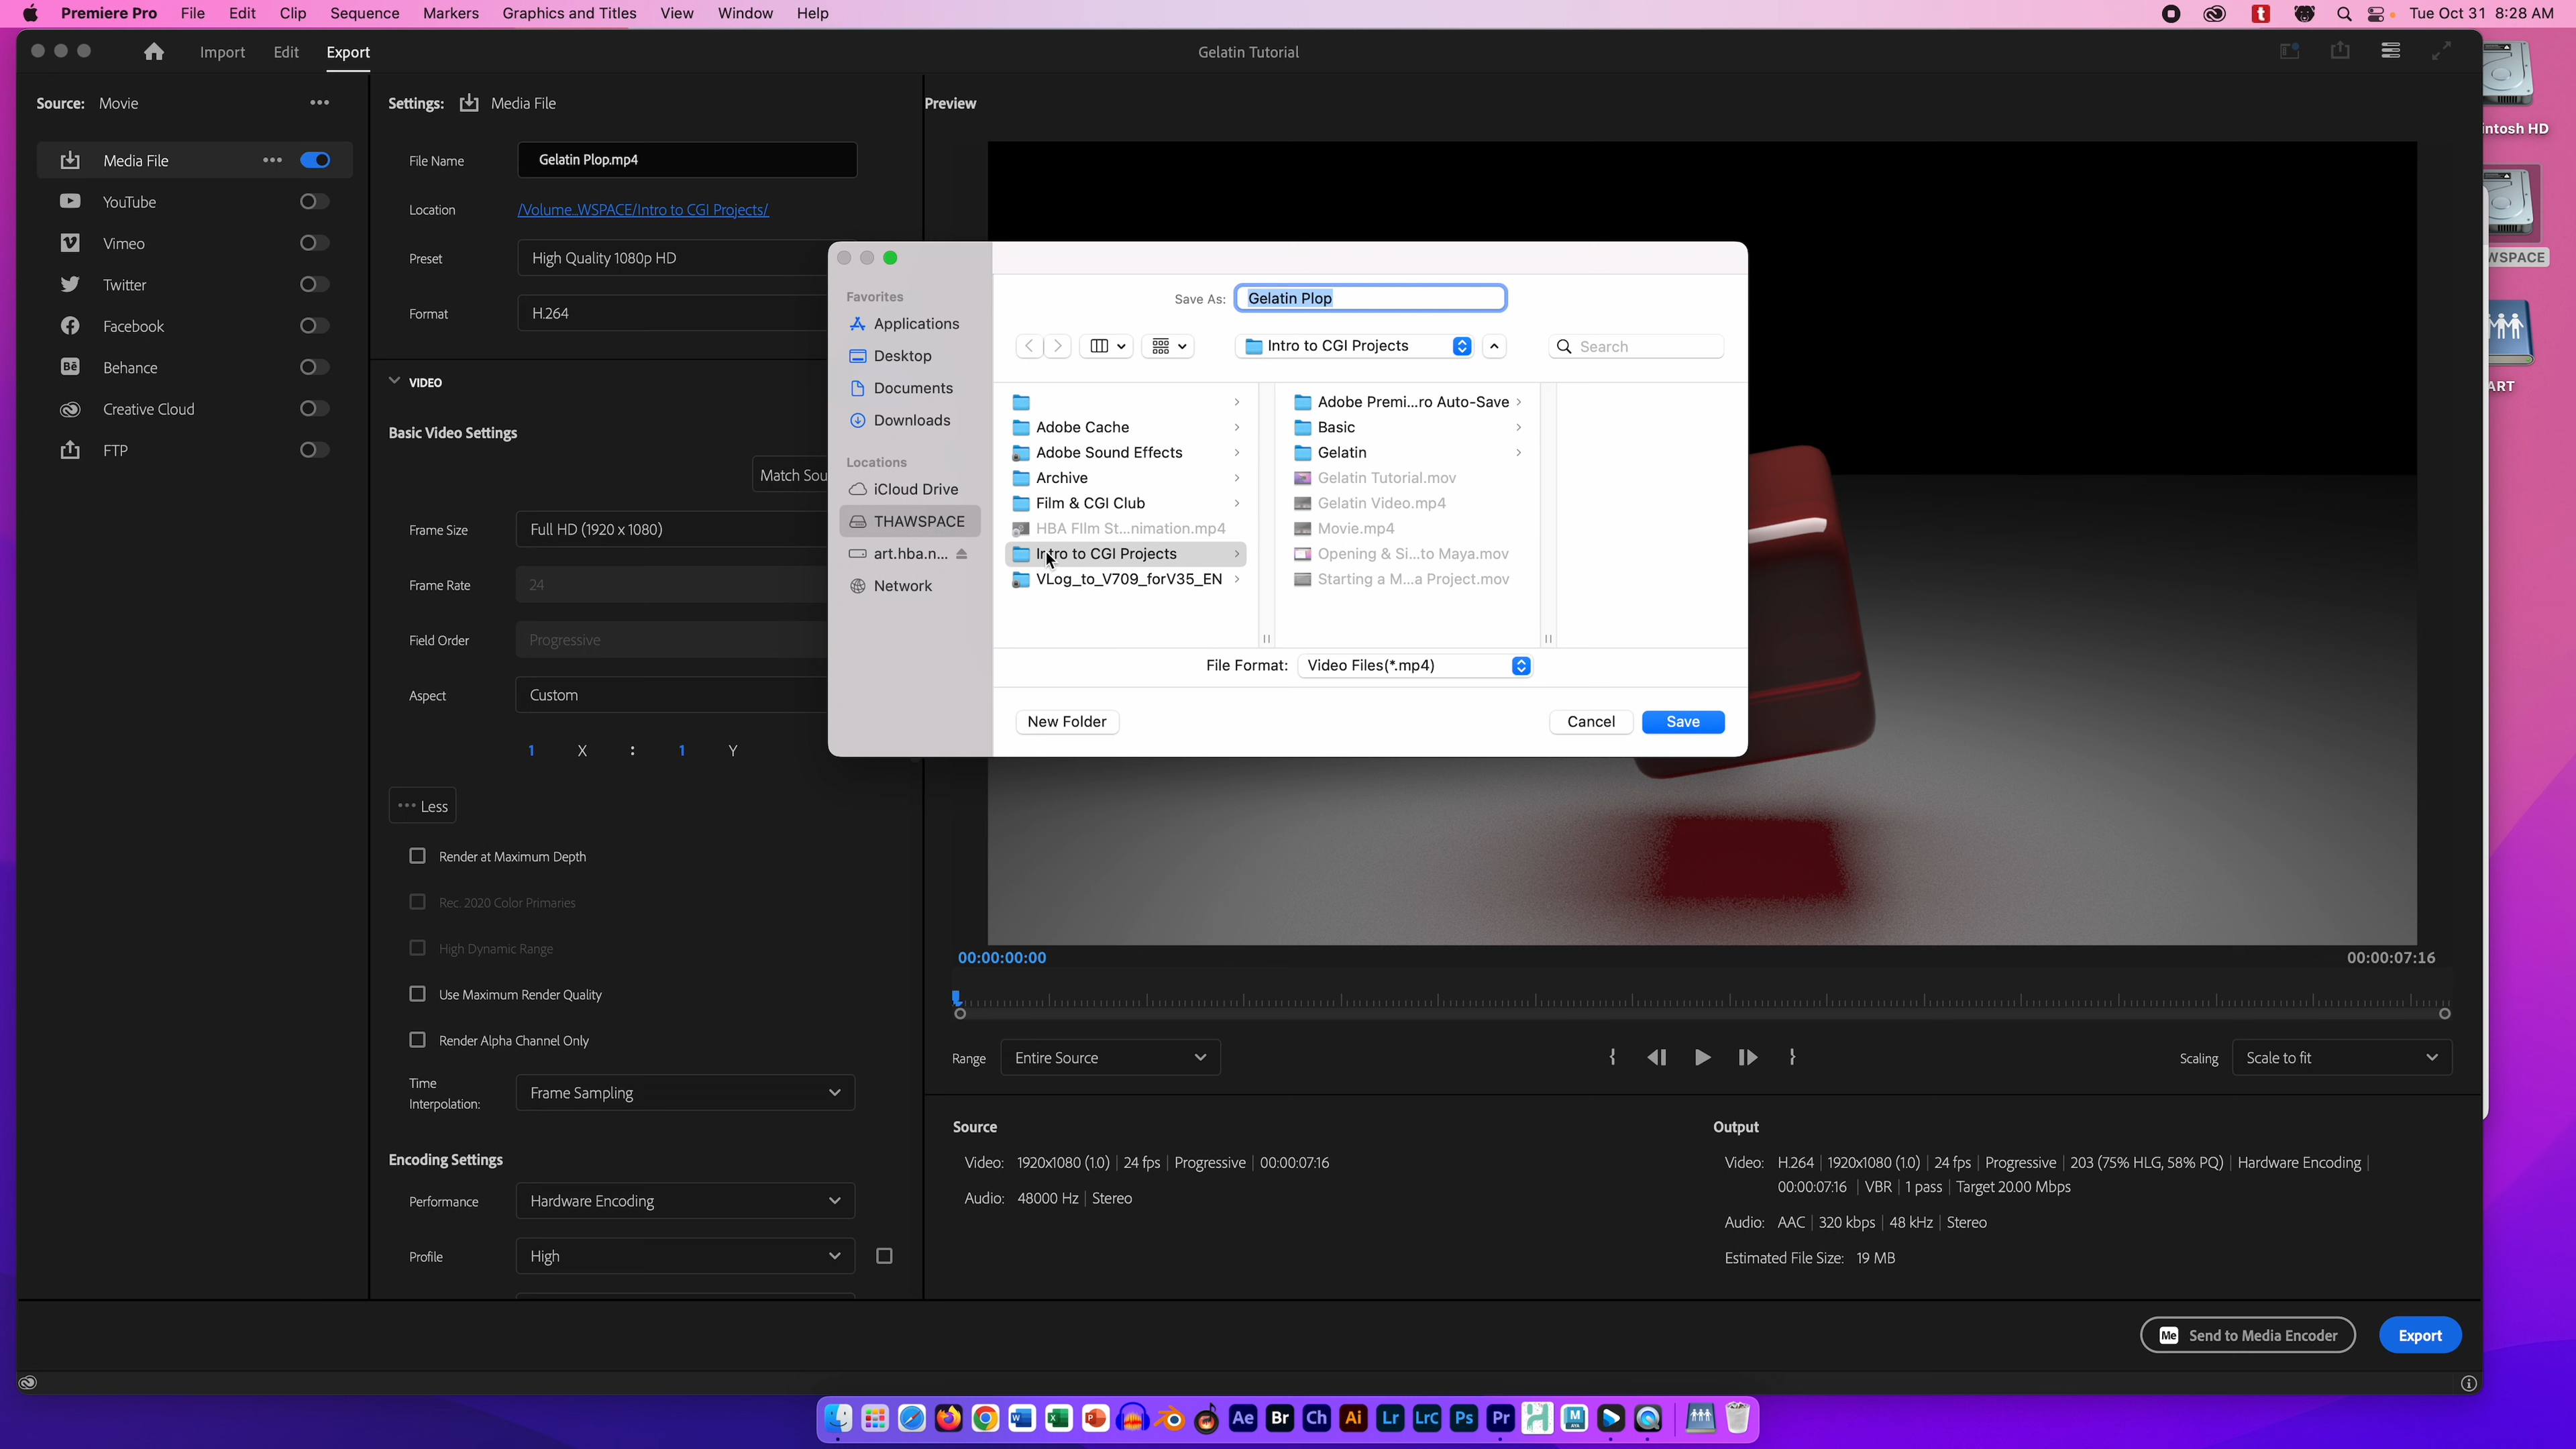 Premiere Pro File Edit Clip Sequence Markers Graphics and Titles View Window Help Tue Oct 31 8:28 AM
Import Edit Export Gelatin Tutorial
Source: Movie
Media File
YouTube
Vimeo
Twitter
Facebook
Behance
Creative Cloud
FTP
Settings: Media File
File Name Gelatin Plop.mp4
Location /Volume...WSPACE/Intro to CGI Projects/
Preset High Quality 1080p HD
Format H.264
VIDEO
Basic Video Settings
Match Sou
Frame Size Full HD (1920 x 1080)
Frame Rate 24
Field Order Progressive
Aspect Custom
1 X : 1 Y
Less
Render at Maximum Depth
Rec. 2020 Color Primaries
High Dynamic Range
Use Maximum Render Quality
Render Alpha Channel Only
Time
Interpolation: Frame Sampling
Encoding Settings
Performance Hardware Encoding
Profile High
Preview
Favorites
Applications
Desktop
Documents
Downloads
Locations
iCloud Drive
THAWSPACE
art.hba.n...
Network
Save As: Gelatin Plop
Intro to CGI Projects
Search
Adobe Cache
Adobe Sound Effects
Archive
Film & CGI Club
HBA FIlm St...nimation.mp4
Intro to CGI Projects
VLog_to_V709_forV35_EN
Adobe Premi...ro Auto-Save
Basic
Gelatin
Gelatin Tutorial.mov
Gelatin Video.mp4
Movie.mp4
Opening & Si...to Maya.mov
Starting a M...a Project.mov
File Format: Video Files(*.mp4)
New Folder Cancel Save
00:00:00:00 00:00:07:16
Range Entire Source Scaling Scale to fit
Source
Video: 1920x1080 (1.0) | 24 fps | Progressive | 00:00:07:16
Audio: 48000 Hz | Stereo
Output
Video: H.264 | 1920x1080 (1.0) | 24 fps | Progressive | 203 (75% HLG, 58% PQ) | Hardware Encoding |
00:00:07:16 | VBR | 1 pass | Target 20.00 Mbps
Audio: AAC | 320 kbps | 48 kHz | Stereo
Estimated File Size: 19 MB
Me Send to Media Encoder Export
intosh HD
WSPACE
ART
Ae Br Ch Ai Lr LrC Ps Pr M